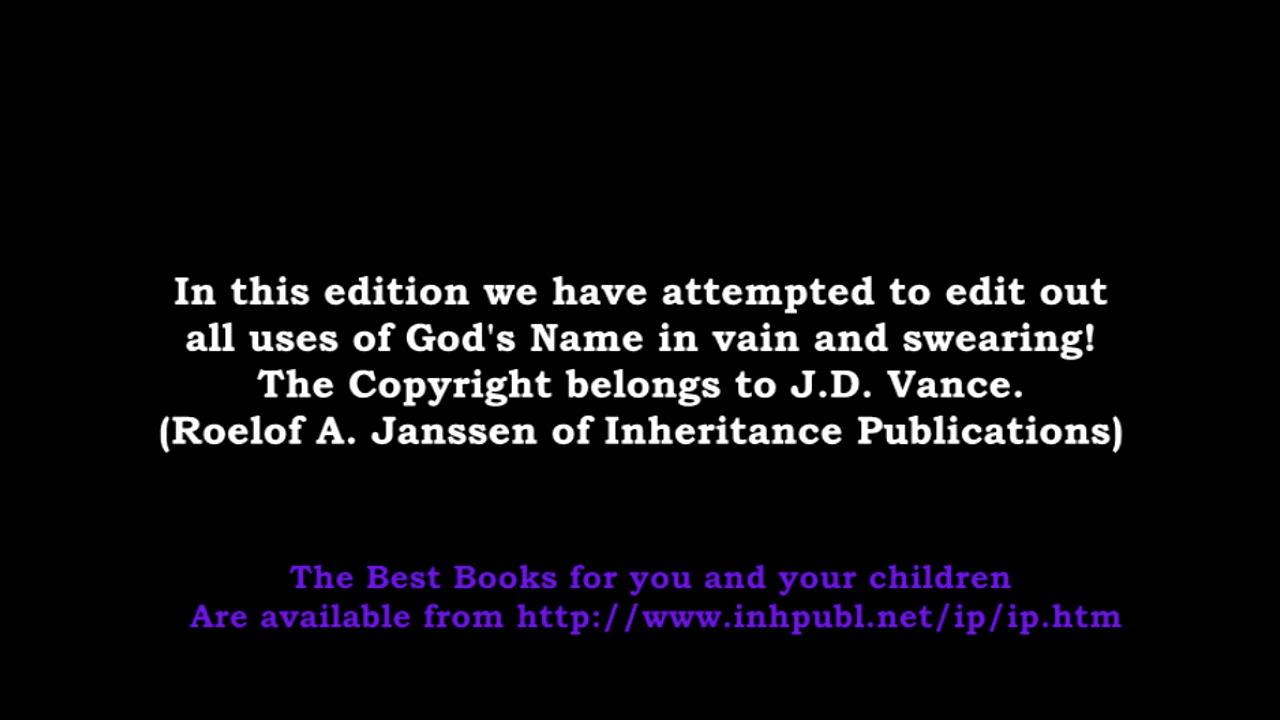 In this edition we have attempted to edit out
all uses of God's Name in vain and swearing!
The Copyright belongs to J.D. Vance.
(Roelof A. Janssen of Inheritance Publications)
The Best Books for you and your children
Are available from http://www.inhpubl.net/ip/ip.htm